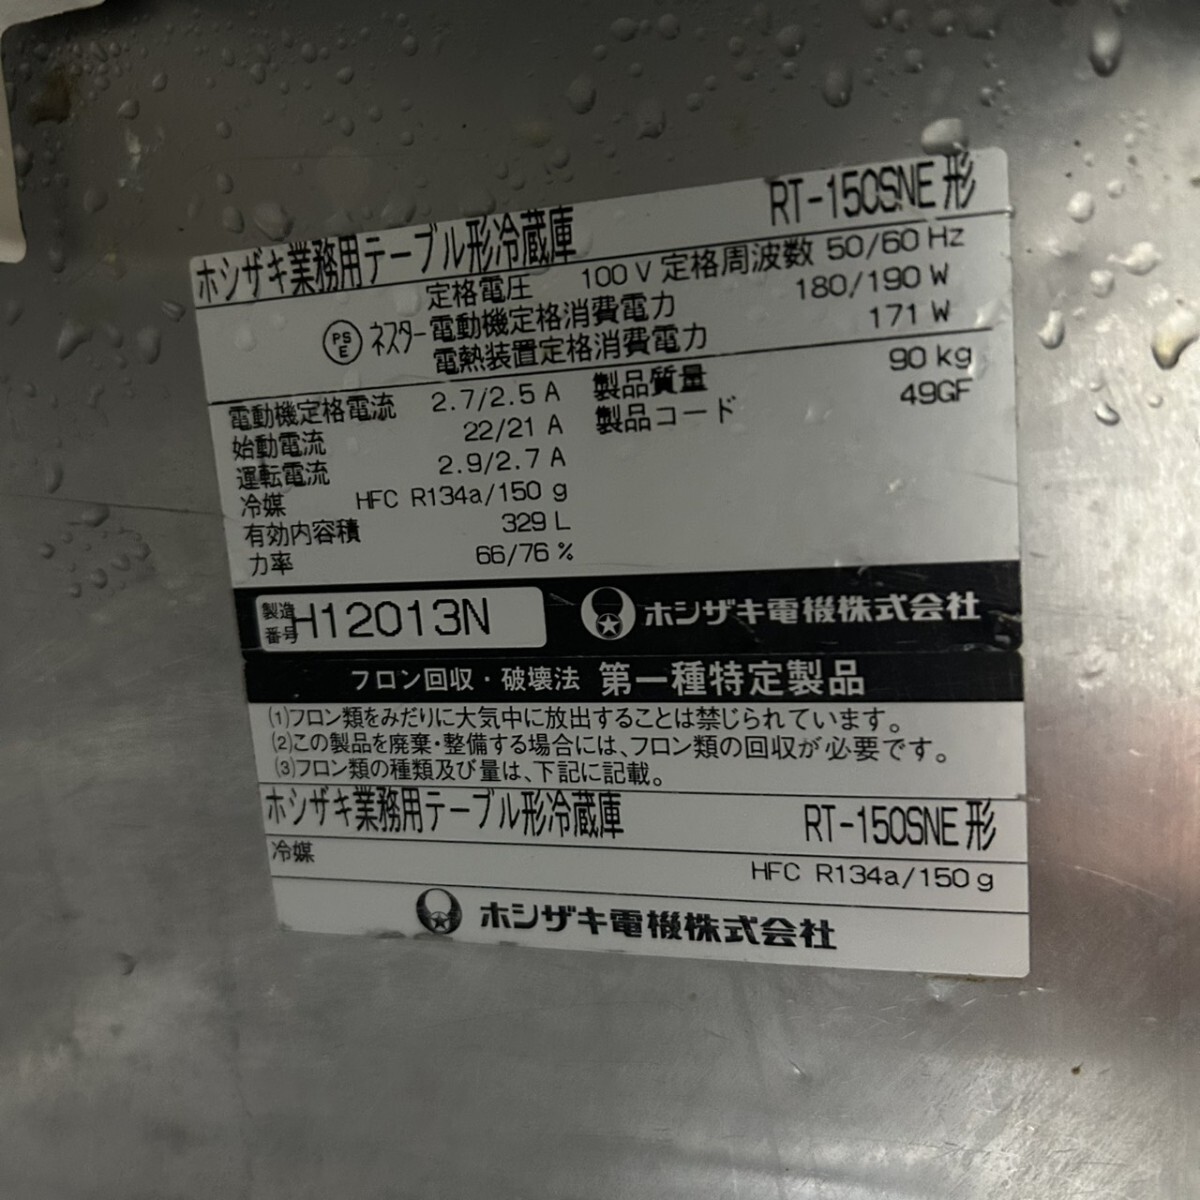 ホシザキ業務用テーブル形冷蔵庫 RT-150SNE形
定格電圧 100V 定格周波数 50/60Hz
PSE ネスター 電動機定格消費電力 180/190W
電熱装置定格消費電力 171W
電動機定格電流 2.7/2.5A 製品質量 90kg
始動電流 22/21A 製品コード 49GF
運転電流 2.9/2.7A
冷媒 HFC R134a/150g
有効内容積 329L
力率 66/76%
製造番号 H12013N ホシザキ電機株式会社
フロン回収・破壊法 第一種特定製品
(1)フロン類をみだりに大気中に放出することは禁じられています。
(2)この製品を廃棄・整備する場合には、フロン類の回収が必要です。
(3)フロン類の種類及び量は、下記に記載。
ホシザキ業務用テーブル形冷蔵庫 RT-150SNE形
冷媒 HFC R134a/150g
ホシザキ電機株式会社